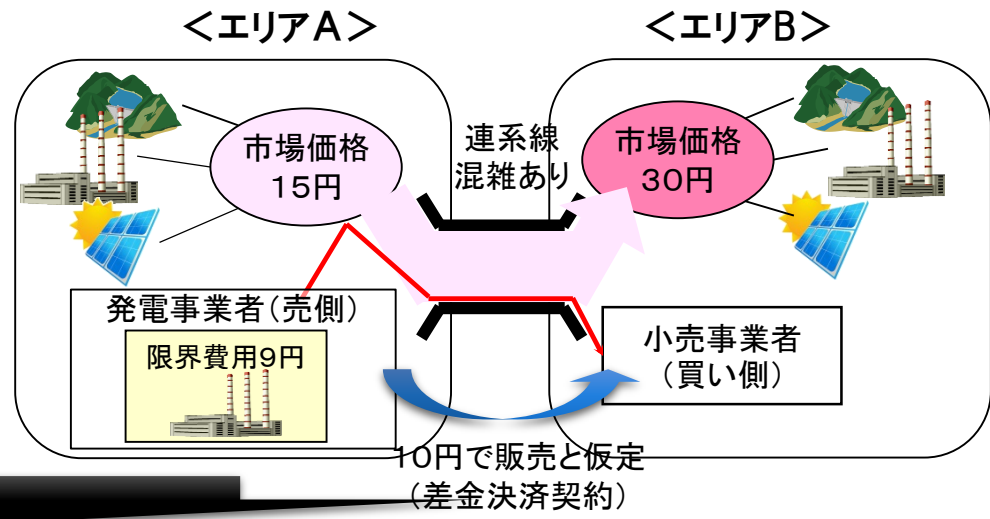 ＜エリアA＞
＜エリアB＞
市場価格
15円
連系線
混雑あり
市場価格
30円
発電事業者(売側)
限界費用9円
小売事業者
(買い側)
10円で販売と仮定
(差金決済契約)